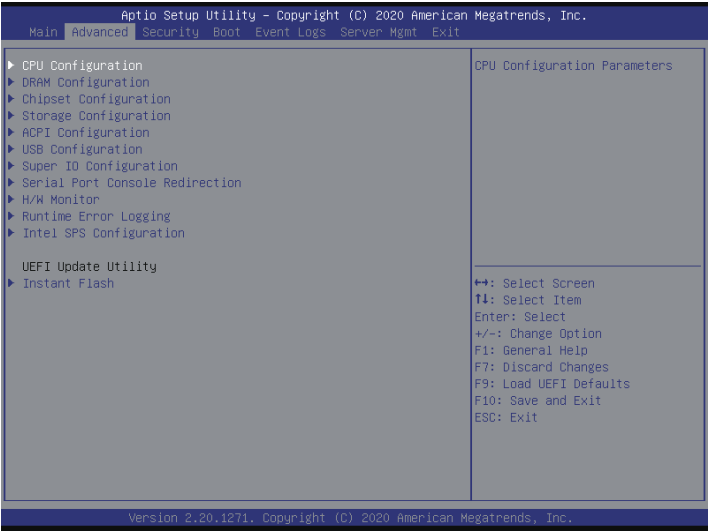 Aptio Setup Utility – Copyright (C) 2020 American Megatrends, Inc.
Main Advanced Security Boot Event Logs Server Mgmt Exit
CPU Configuration
DRAM Configuration
Chipset Configuration
Storage Configuration
ACPI Configuration
USB Configuration
Super IO Configuration
Serial Port Console Redirection
H/W Monitor
Runtime Error Logging
Intel SPS Configuration
UEFI Update Utility
Instant Flash
CPU Configuration Parameters
↔: Select Screen
↑↓: Select Item
Enter: Select
+/-: Change Option
F1: General Help
F7: Discard Changes
F9: Load UEFI Defaults
F10: Save and Exit
ESC: Exit
Version 2.20.1271. Copyright (C) 2020 American Megatrends, Inc.